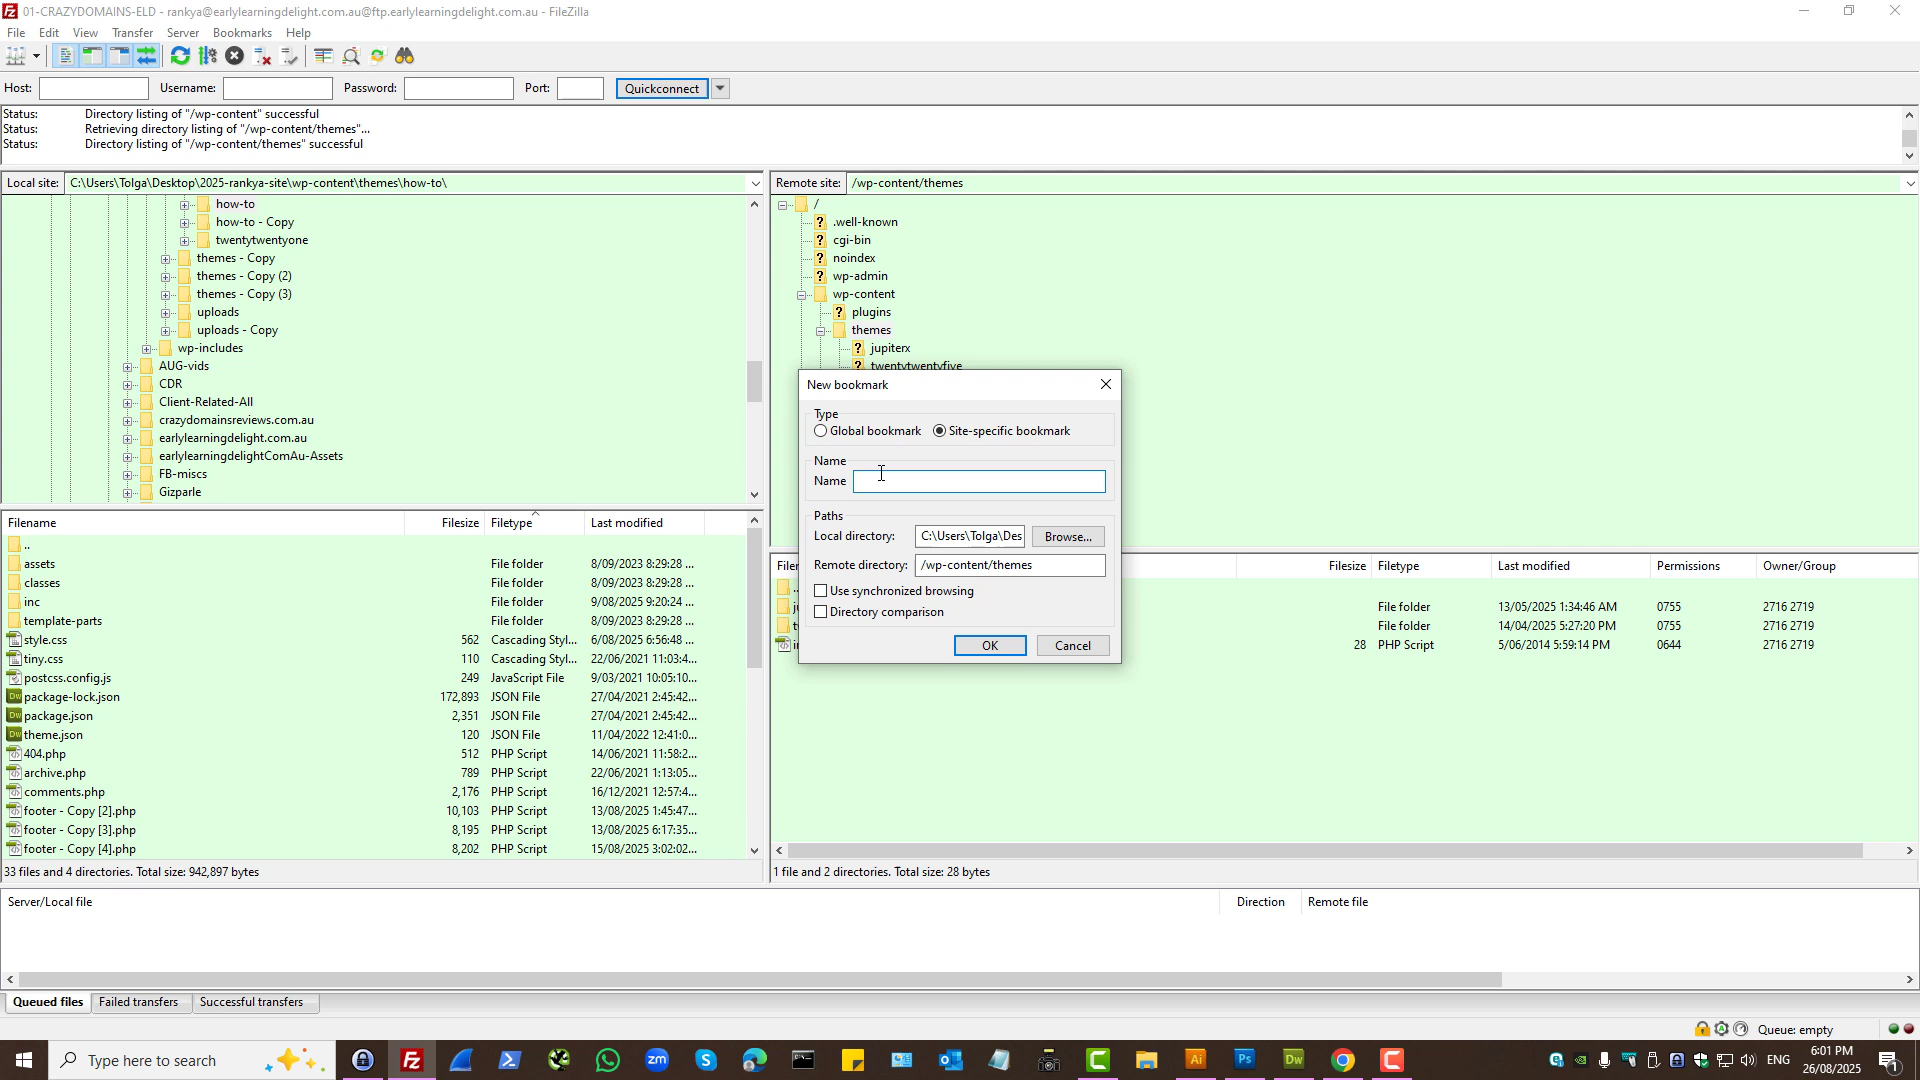 01-CRAZYDOMAINS-ELD - rankya@earlylearningdelight.com.au@ftp.earlylearningdelight.com.au - FileZilla
File Edit View Transfer Server Bookmarks Help
Host: Username: Password: Port: Quickconnect
Status: Directory listing of "/wp-content" successful
Status: Retrieving directory listing of "/wp-content/themes"...
Status: Directory listing of "/wp-content/themes" successful
Local site: C:\Users\Tolga\Desktop\2025-rankya-site\wp-content\themes\how-to\
how-to
how-to - Copy
twentytwentyone
themes - Copy
themes - Copy (2)
themes - Copy (3)
uploads
uploads - Copy
wp-includes
AUG-vids
CDR
Client-Related-All
crazydomainsreviews.com.au
earlylearningdelight.com.au
earlylearningdelightComAu-Assets
FB-miscs
Gizparle
Filename Filesize Filetype Last modified
..
assets File folder 8/09/2023 8:29:28 ...
classes File folder 8/09/2023 8:29:28 ...
inc File folder 9/08/2025 9:20:24 ...
template-parts File folder 8/09/2023 8:29:28 ...
style.css 562 Cascading Styl... 6/08/2025 6:56:48 ...
tiny.css 110 Cascading Styl... 22/06/2021 11:03:4...
postcss.config.js 249 JavaScript File 9/03/2021 10:05:10...
package-lock.json 172,893 JSON File 27/04/2021 2:45:42...
package.json 2,351 JSON File 27/04/2021 2:45:42...
theme.json 120 JSON File 11/04/2022 12:41:0...
404.php 512 PHP Script 14/06/2021 11:58:2...
archive.php 789 PHP Script 22/06/2021 1:13:05...
comments.php 2,176 PHP Script 16/12/2021 12:57:4...
footer - Copy [2].php 10,103 PHP Script 13/08/2025 1:45:47...
footer - Copy [3].php 8,195 PHP Script 13/08/2025 6:17:35...
footer - Copy [4].php 8,202 PHP Script 15/08/2025 3:02:02...
33 files and 4 directories. Total size: 942,897 bytes
Remote site: /wp-content/themes
/
.well-known
cgi-bin
noindex
wp-admin
wp-content
plugins
themes
jupiterx
twentytwentyfive
New bookmark
Type
Global bookmark Site-specific bookmark
Name
Name
Paths
Local directory: C:\Users\Tolga\Des Browse...
Remote directory: /wp-content/themes
Use synchronized browsing
Directory comparison
OK Cancel
Filesize Filetype Last modified Permissions Owner/Group
File folder 13/05/2025 1:34:46 AM 0755 2716 2719
File folder 14/04/2025 5:27:20 PM 0755 2716 2719
28 PHP Script 5/06/2014 5:59:14 PM 0644 2716 2719
1 file and 2 directories. Total size: 28 bytes
Server/Local file Direction Remote file
Queued files Failed transfers Successful transfers
Queue: empty
Type here to search
ENG
6:01 PM
26/08/2025